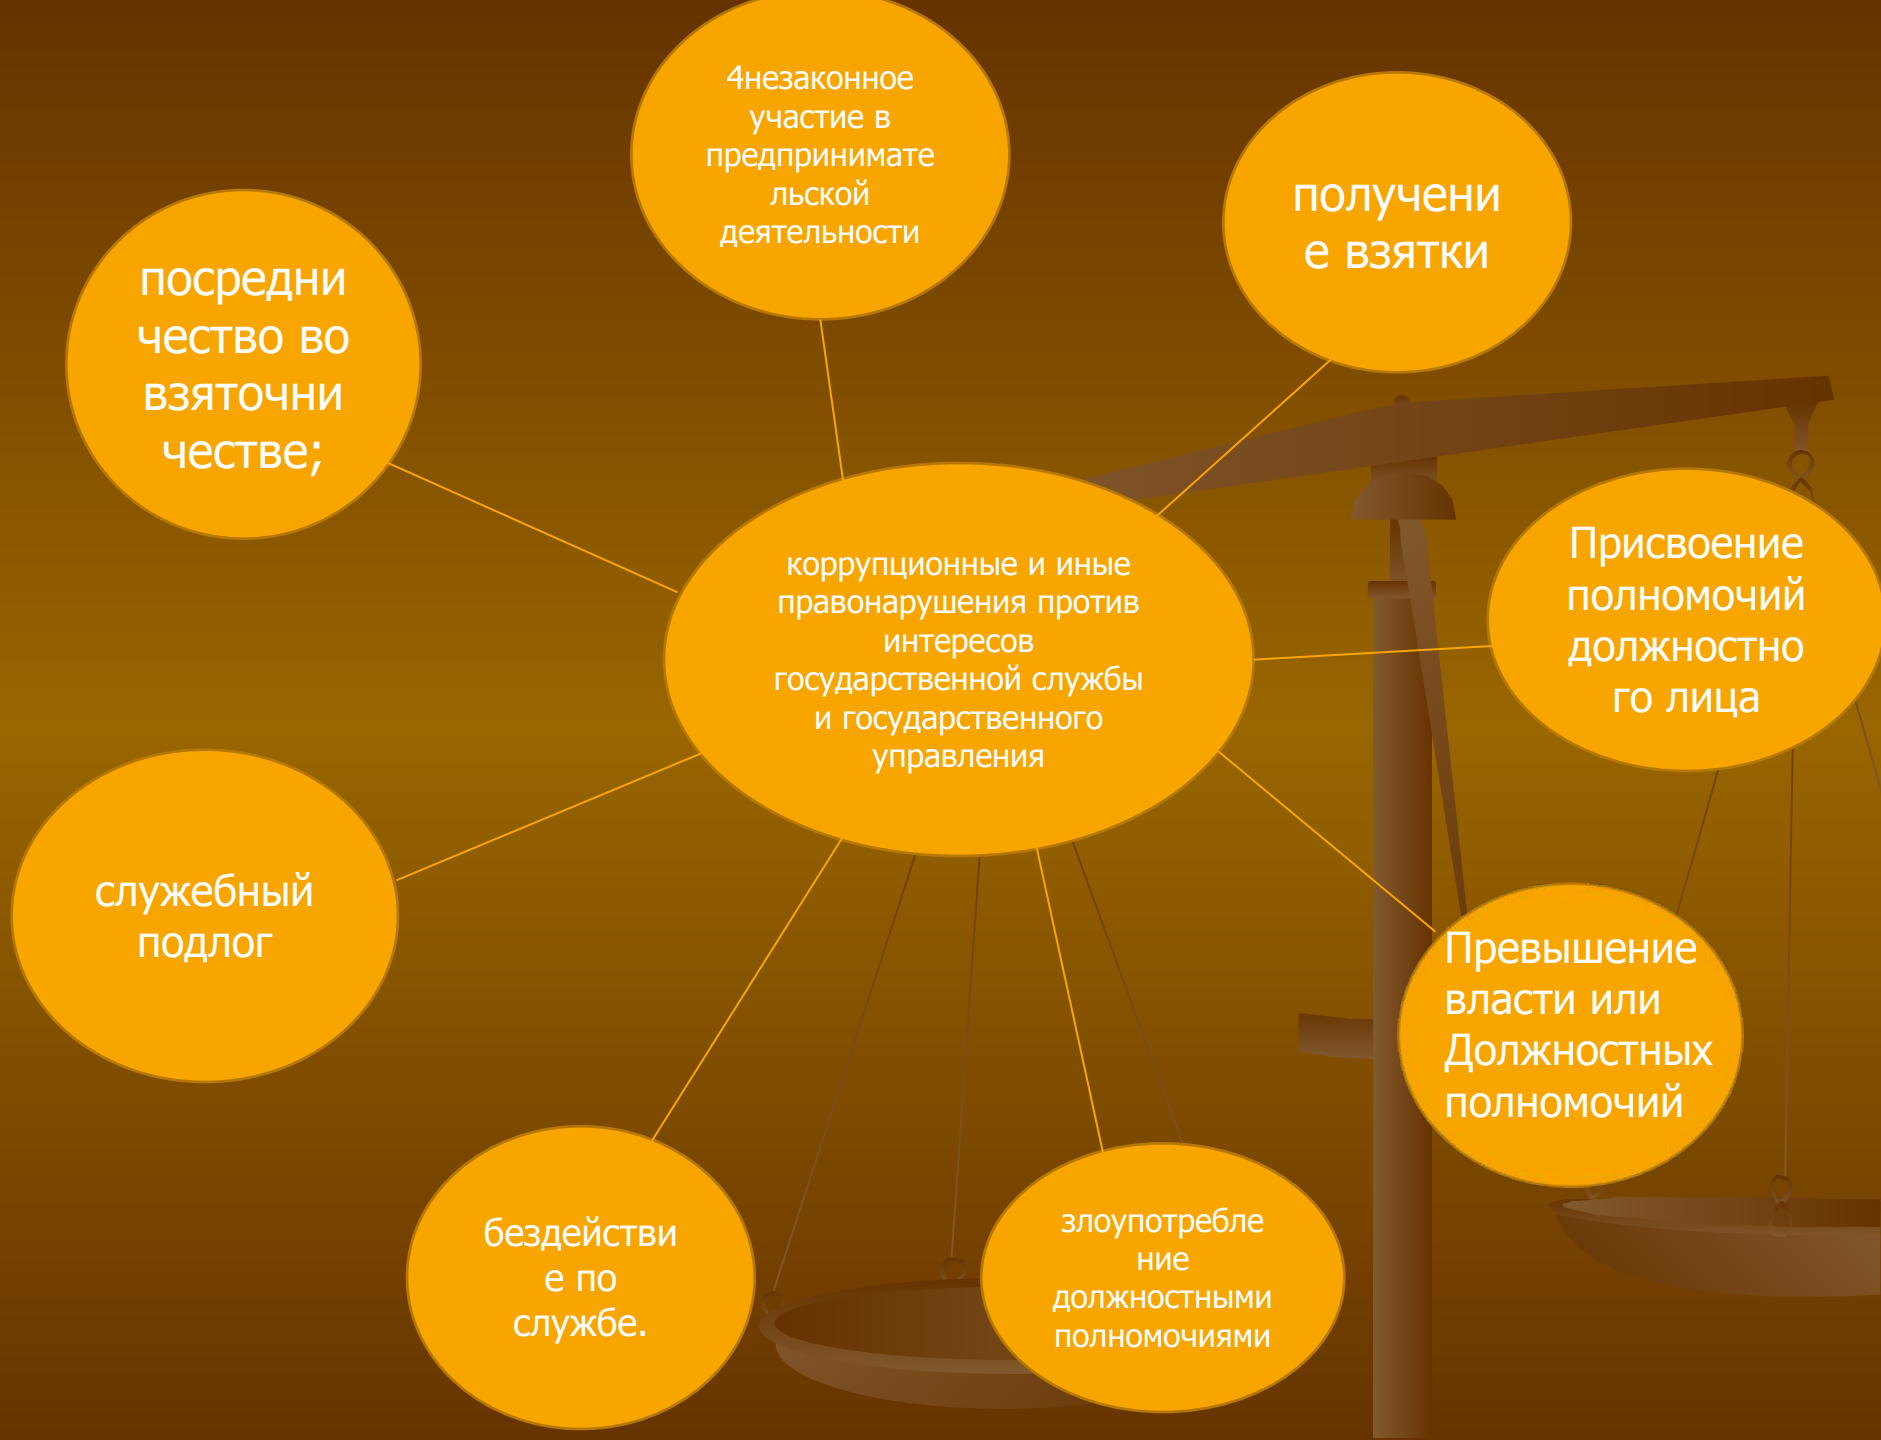 4незаконное
участие в
предпринимате
льской
деятельности
получени
е взятки
посредни
чество во
взяточни
честве;
коррупционные и иные
правонарушения против
интересов
государственной службы
и государственного
управления
Присвоение
полномочий
должностно
го лица
служебный
подлог
Превышение
власти или
Должностных
полномочий
бездействи
е по
службе.
злоупотребле
ние
должностными
полномочиями